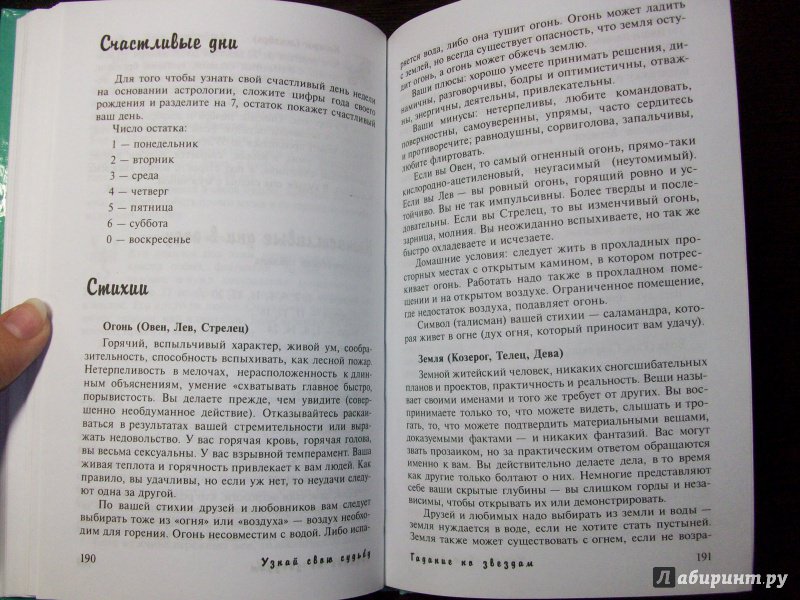 Счастливые дни
Для того чтобы узнать свой счастливый день недели
на основании астрологии, сложите цифры года своего
рождения и разделите на 7, остаток покажет счастливый
ваш день.
Число остатка:
1 — понедельник
2 — вторник
3 — среда
4 — четверг
5 — пятница
6 — суббота
0 — воскресенье
Стихии
Огонь (Овен, Лев, Стрелец)
Горячий, вспыльчивый характер, живой ум, сообра-
зительность, способность вспыхивать, как лесной пожар.
Нетерпеливость в мелочах, нерасположенность к длин-
ным объяснениям, умение «схватывать главное быстро,
порывистость. Вы делаете прежде, чем увидите (совер-
шенно необдуманное действие). Отказывайтесь раскаи-
ваться в результатах вашей стремительности или выра-
жать недовольство. У вас горячая кровь, горячая голова,
вы весьма сексуальны. У вас взрывной темперамент. Ваша
живая теплота и горячность привлекает к вам людей. Как
правило, вы удачливы, но если уж нет, то неудачи следу-
ют одна за другой.
По вашей стихии друзей и любовников вам следует
выбирать тоже из "огня» или «воздуха» — воздух необхо-
дим для горения. Огонь несовместим с водой. Либо испа-
190
Узнай свою судьбу
ряется вода, либо она тушит огонь. Огонь может ладить
с землей, но всегда существует опасность, что земля осту-
дит огонь, а огонь может обжечь землю.
Ваши плюсы: хорошо умеете принимать решения, ди-
намичны, разговорчивы, бодры и оптимистичны, отваж-
ны, энергичны, деятельны, привлекательны.
Ваши минусы: нетерпеливы, любите командовать,
поверхностны, самоуверенны, упрямы, часто сердитесь
и противоречите; равнодушны, сорвиголова, запальчивы,
любите флиртовать.
Если вы Овен, то самый огненный огонь, прямо-таки
кислородно-ацетиленовый, неугасимый (неутомимый).
Если вы Лев — вы ровный огонь, горящий ровно и ус-
тойчиво. Вы не так импульсивны. Более тверды и после-
довательны. Если вы Стрелец, то вы изменчивый огонь,
зарница, молния. Вы неожиданно вспыхиваете, но так же
быстро охладеваете и исчезаете.
Домашние условия: следует жить в прохладных про-
сторных местах с открытым камином, в котором потрес-
кивает огонь. Работать надо также в прохладном поме-
щении и на открытом воздухе. Ограниченное помещение,
где недостаток воздуха, подавляет огонь.
Символ (талисман) вашей стихии — саламандра, кото-
рая живет в огне (дух огня, который приносит вам удачу).
Земля (Козерог, Телец, Дева)
Земной житейский человек, никаких сногсшибательных
планов и проектов, практичность и реальность. Вещи назы-
вает своими именами и того же требует от других. Вы вос-
принимаете только то, что можете видеть, слышать и тро-
гать, то, что можете подтвердить материальными вещами,
доказуемыми фактами — и никаких фантазий. Вас могут
звать прозаиком, но за практическим ответом обращаются
именно к вам. Вы действительно делаете дела, в то время
как другие только болтают о них. Немногие представляют
себе ваши скрытые глубины — вы слишком горды и неза-
висимы, чтобы открывать их или демонстрировать.
Друзей и любимых надо выбирать из земли и воды —
земля нуждается в воде, если не хотите стать пустыней.
Земля также может существовать с огнем, если не возра-
Гадание по звездам
191
Лабиринт.ру